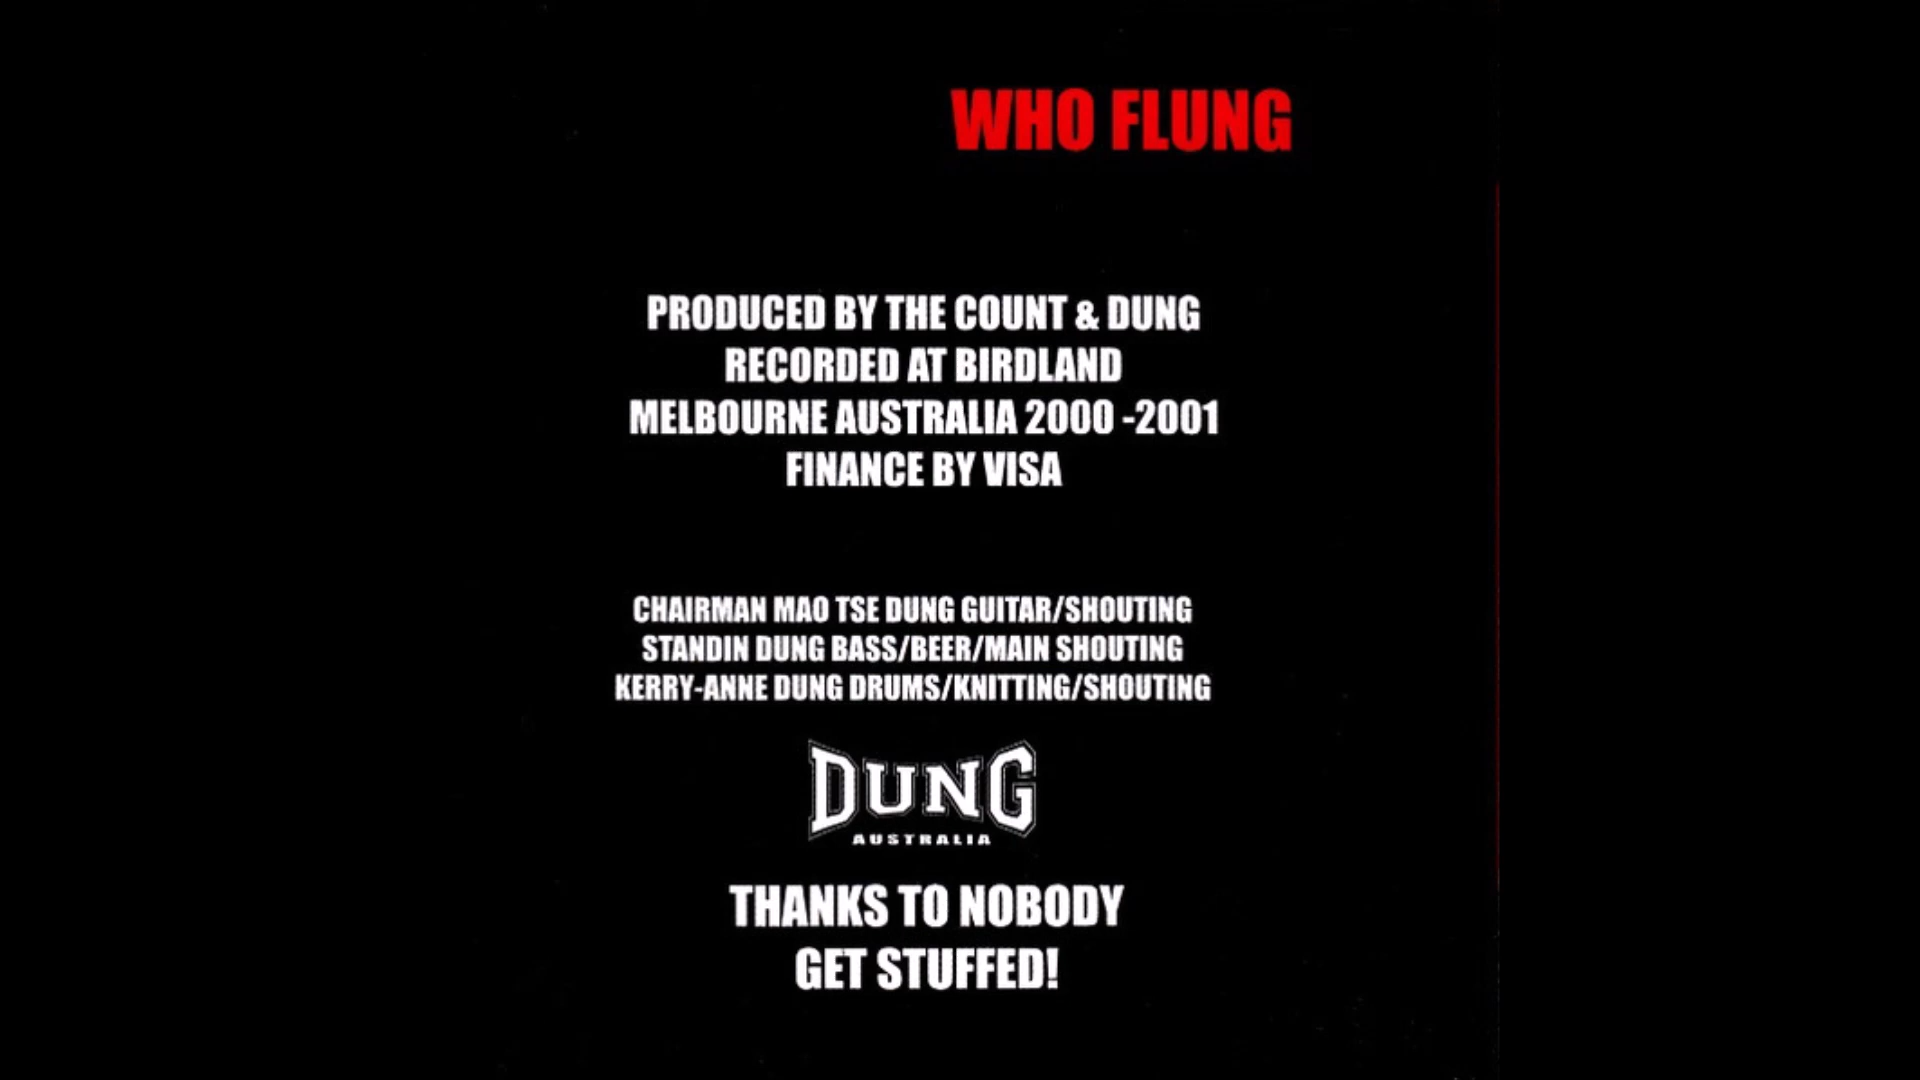 WHO FLUNG
PRODUCED BY THE COUNT & DUNG
RECORDED AT BIRDLAND
MELBOURNE AUSTRALIA 2000 -2001
FINANCE BY VISA
CHAIRMAN MAO TSE DUNG GUITAR/SHOUTING
STANDIN DUNG BASS/BEER/MAIN SHOUTING
KERRY-ANNE DUNG DRUMS/KNITTING/SHOUTING
DUNG
AUSTRALIA
THANKS TO NOBODY
GET STUFFED!